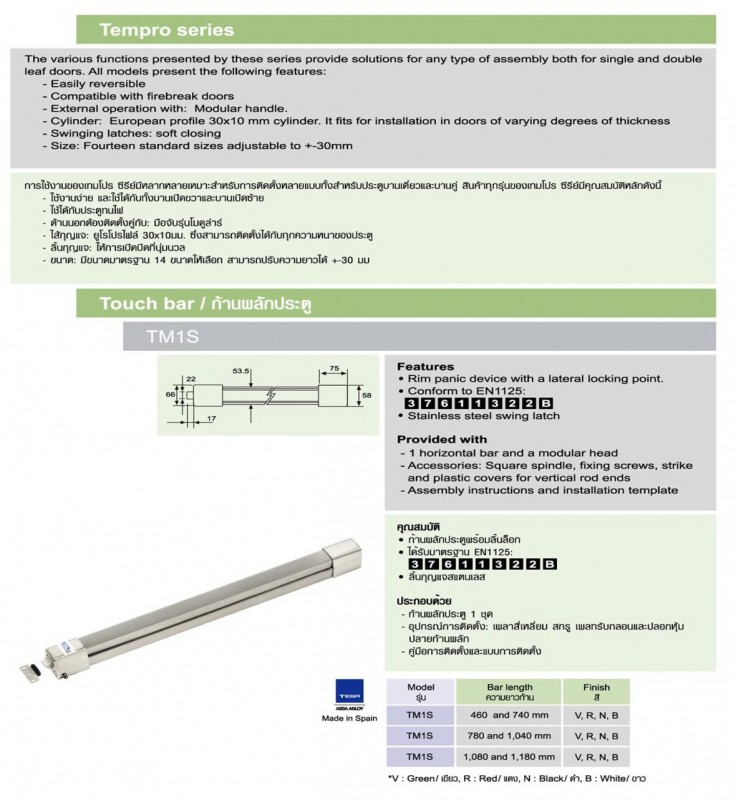 Tempro series
The various functions presented by these series provide solutions for any type of assembly both for single and double
leaf doors. All models present the following features:
- Easily reversible
- Compatible with firebreak doors
- External operation with: Modular handle.
- Cylinder: European profile 30x10 mm cylinder. It fits for installation in doors of varying degrees of thickness
- Swinging latches: soft closing
- Size: Fourteen standard sizes adjustable to +-30mm
การใช้งานของเทมโปร ซีรีย์มีหลากหลายเหมาะสำหรับการติดตั้งหลายแบบทั้งสำหรับประตูบานเดี่ยวและบานคู่ สินค้าทุกรุ่นของเทมโปร ซีรีย์มีคุณสมบัติหลักดังนี้
- ใช้งานง่าย และใช้ได้กับทั้งบานเปิดขวาและบานเปิดซ้าย
- ใช้ได้กับประตูทนไฟ
- ด้านนอกต้องติดตั้งคู่กับ: มือจับรุ่นโมดูล่าร์
- ไส้กุญแจ: ยูโรโปรไฟล์ 30x10มม. ซึ่งสามารถติดตั้งได้กับทุกความหนาของประตู
- ลิ้นกุญแจ: ให้การเปิดปิดที่นุ่มนวล
- ขนาด: มีขนาดมาตรฐาน 14 ขนาดให้เลือก สามารถปรับความยาวได้ +-30 มม
Touch bar / ก้านผลักประตู
TM1S
22
53.5
75
66
58
17
Features
• Rim panic device with a lateral locking point.
• Conform to EN1125:
3 7 6 1 1 3 2 2 B
• Stainless steel swing latch
Provided with
- 1 horizontal bar and a modular head
- Accessories: Square spindle, fixing screws, strike
and plastic covers for vertical rod ends
- Assembly instructions and installation template
คุณสมบัติ
• ก้านผลักประตูพร้อมลิ้นล็อก
• ได้รับมาตรฐาน EN1125:
3 7 6 1 1 3 2 2 B
• ลิ้นกุญแจสแตนเลส
ประกอบด้วย
- ก้านผลักประตู 1 ชุด
- อุปกรณ์การติดตั้ง: เพลาสี่เหลี่ยม สกรู เพลทรับกลอนและปลอกหุ้ม
ปลายก้านผลัก
- คู่มือการติดตั้งและแบบการติดตั้ง
TESA
ASSA ABLOY
Made in Spain
Model Bar length Finish
รุ่น ความยาวก้าน สี
TM1S 460 and 740 mm V, R, N, B
TM1S 780 and 1,040 mm V, R, N, B
TM1S 1,080 and 1,180 mm V, R, N, B
*V : Green/ เขียว, R : Red/ แดง, N : Black/ ดำ, B : White/ ขาว